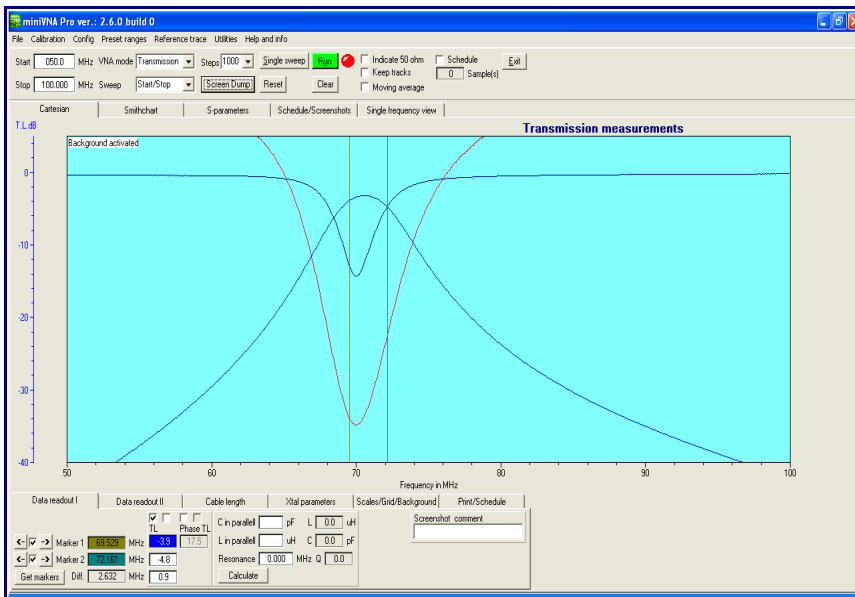 miniVNA Pro ver.: 2.6.0 build 0
File Calibration Config Preset ranges Reference trace Utilities Help and info
Start 050.0 MHz VNA mode Transmission Steps 1000 Single sweep Run Indicate 50 ohm Schedule Exit
Keep tracks 0 Sample(s)
Stop 100.000 MHz Sweep Start/Stop Screen Dump Reset Clear Moving average
Cartesian Smithchart S-parameters Schedule/Screenshots Single frequency view
T.L.dB Transmission measurements
Background activated
0
-10
-20
-30
-40
50 60 70 80 90 100
Frequency in MHz
Data readout I Data readout II Cable length Xtal parameters Scales/Grid/Background Print/Schedule
TL Phase TL C in parallell pF L 0.0 uH Screenshot comment
<- -> Marker 1 69.529 MHz -3.9 17.5 L in parallell uH C 0.0 pF
<- -> Marker 2 72.161 MHz -4.8 Resonance 0.000 MHz Q 0.0
Get markers Diff. 2.632 MHz 0.9 Calculate